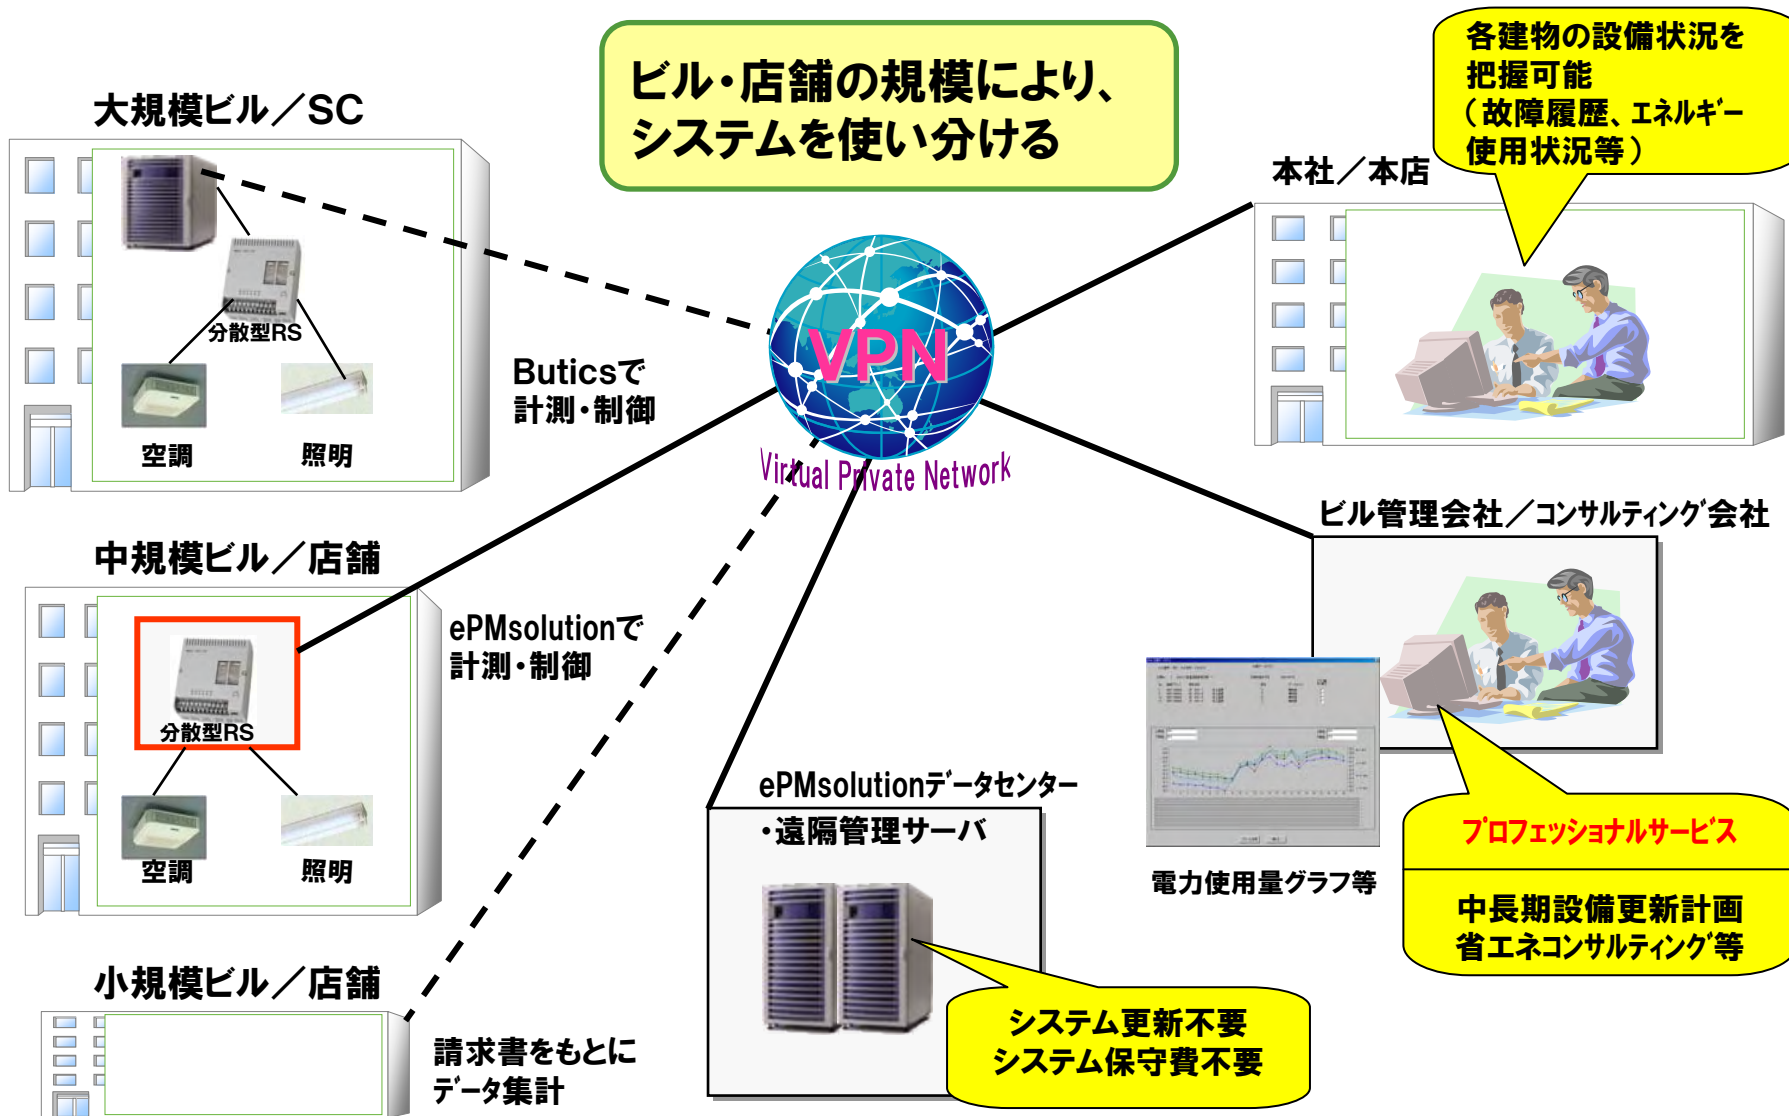 ビル・店舗の規模により、
システムを使い分ける
各建物の設備状況を
把握可能
（故障履歴、エネルギー
使用状況等）
大規模ビル／SC
分散型RS
空調
照明
Buticsで
計測・制御
VPN
Virtual Private Network
本社／本店
中規模ビル／店舗
分散型RS
空調
照明
ePMsolutionで
計測・制御
ビル管理会社／コンサルティング会社
電力使用量グラフ等
プロフェッショナルサービス
中長期設備更新計画
省エネコンサルティング等
ePMsolutionデータセンター
・遠隔管理サーバ
システム更新不要
システム保守費不要
小規模ビル／店舗
請求書をもとに
データ集計